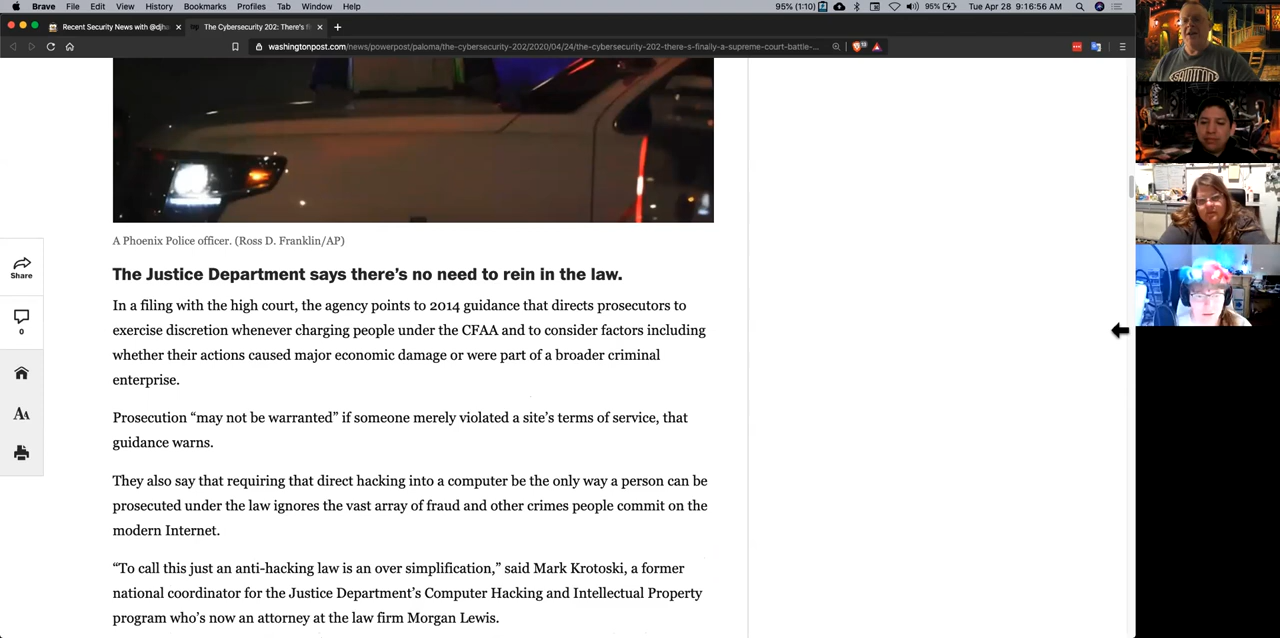 Brave File Edit View History Bookmarks Profiles Tab Window Help 95% (1:10) 95% Tue Apr 28 9:16:56 AM
Recent Security News with @djha The Cybersecurity 202: There's f
washingtonpost.com/news/powerpost/paloma/the-cybersecurity-202/2020/04/24/the-cybersecurity-202-there-s-finally-a-supreme-court-battle-...
A Phoenix Police officer. (Ross D. Franklin/AP)
The Justice Department says there's no need to rein in the law.
In a filing with the high court, the agency points to 2014 guidance that directs prosecutors to
exercise discretion whenever charging people under the CFAA and to consider factors including
whether their actions caused major economic damage or were part of a broader criminal
enterprise.
Prosecution “may not be warranted” if someone merely violated a site's terms of service, that
guidance warns.
They also say that requiring that direct hacking into a computer be the only way a person can be
prosecuted under the law ignores the vast array of fraud and other crimes people commit on the
modern Internet.
“To call this just an anti-hacking law is an over simplification,” said Mark Krotoski, a former
national coordinator for the Justice Department's Computer Hacking and Intellectual Property
program who's now an attorney at the law firm Morgan Lewis.
Share
0
AA
SAINTCON